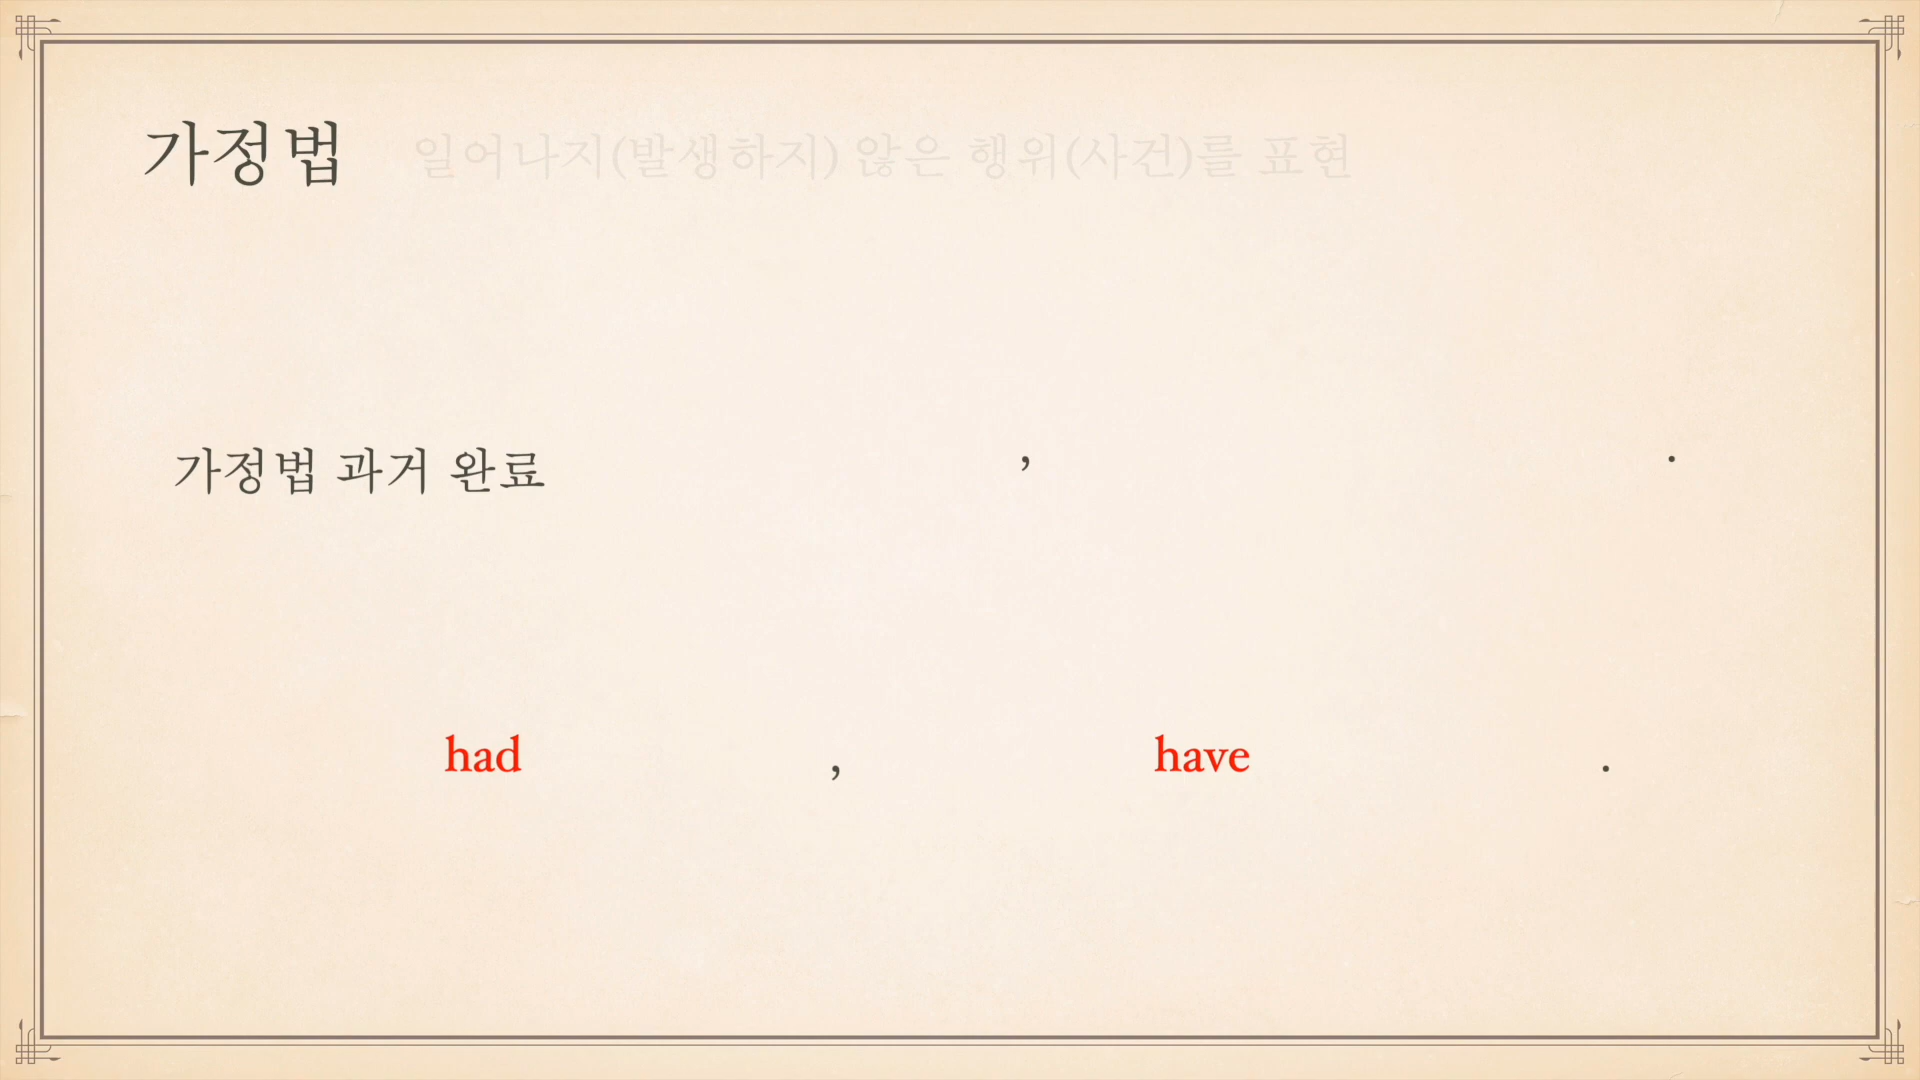 가정법 일어나지(발생하지) 않은 행위(사건)를 표현
가정법 과거 완료 , .
had , have .